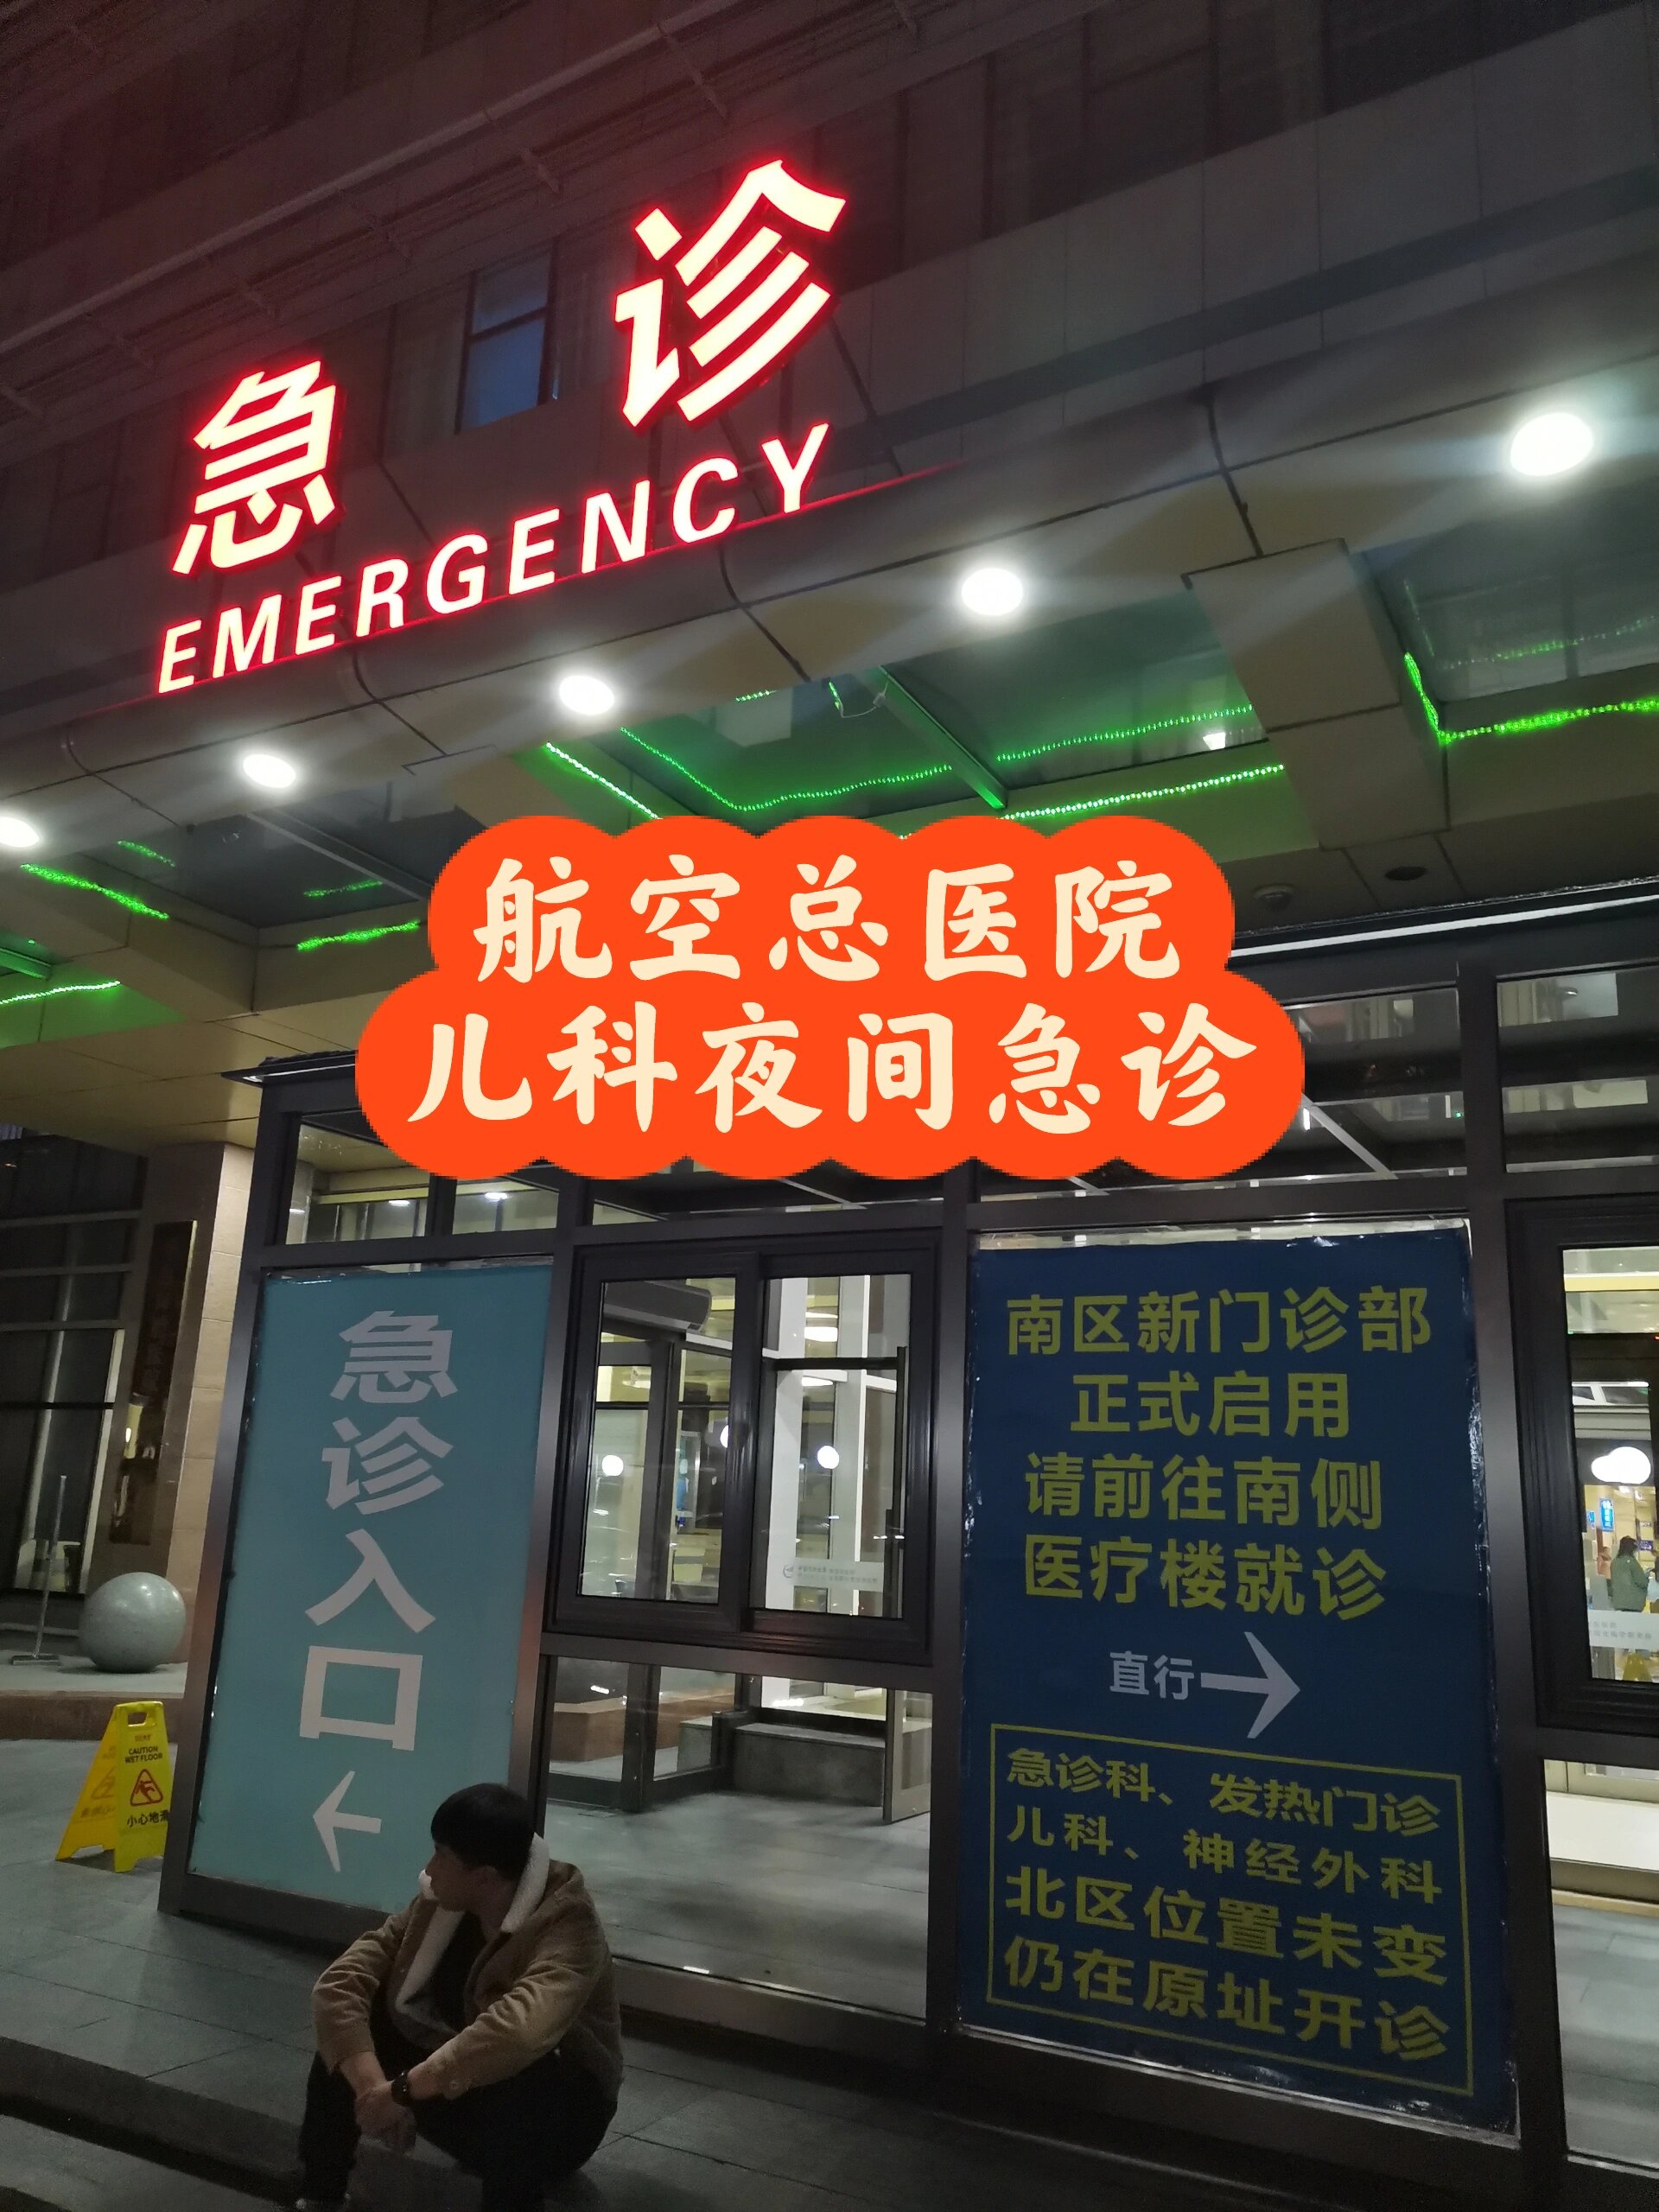 急诊
EMERGENCY
航空总医院
儿科夜间急诊
急诊入口
南区新门诊部
正式启用
请前往南侧
医疗楼就诊
直行
急诊科、发热门诊
儿科、神经外科
北区位置未变
仍在原址开诊
CAUTION
WET FLOOR
小心地滑